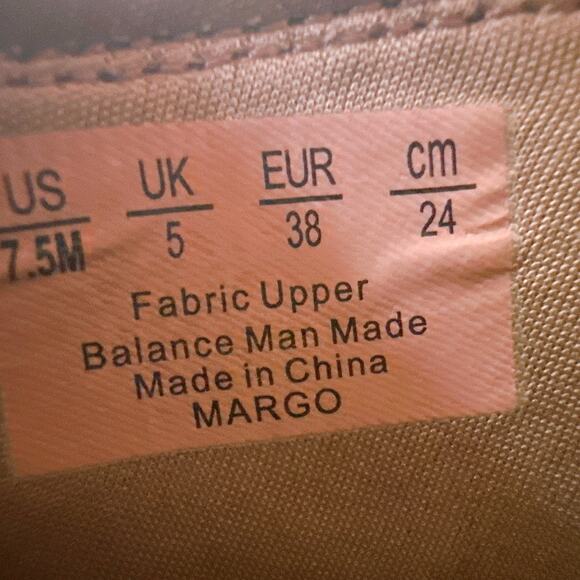 US UK EUR cm
7.5M 5 38 24
Fabric Upper
Balance Man Made
Made in China
MARGO